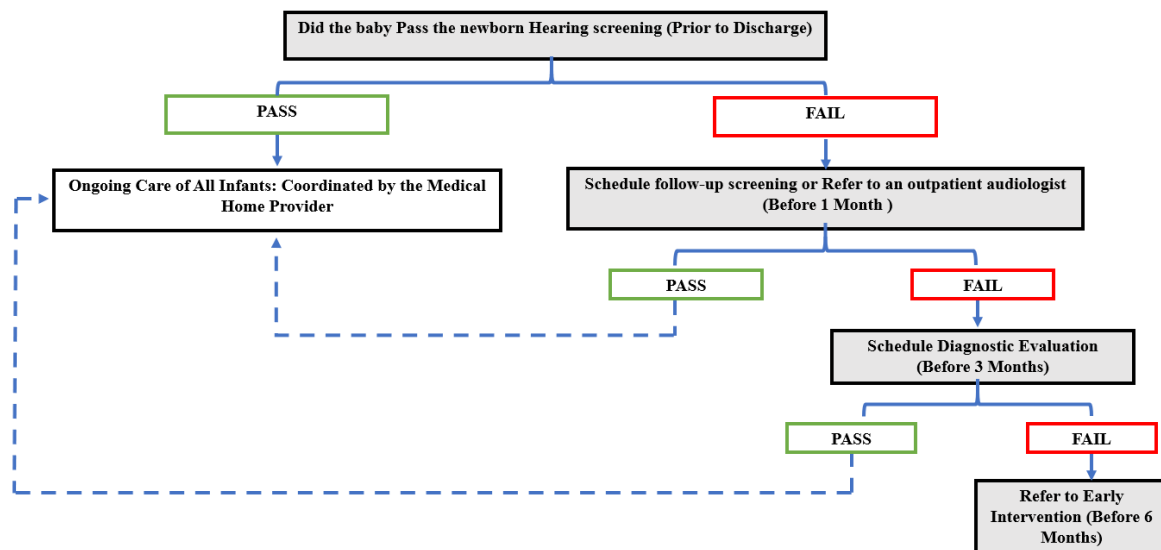 Did the baby Pass the newborn Hearing screening (Prior to Discharge)
PASS
FAIL
Ongoing Care of All Infants: Coordinated by the Medical
Home Provider
Schedule follow-up screening or Refer to an outpatient audiologist
(Before 1 Month )
PASS
FAIL
Schedule Diagnostic Evaluation
(Before 3 Months)
PASS
FAIL
Refer to Early
Intervention (Before 6
Months)